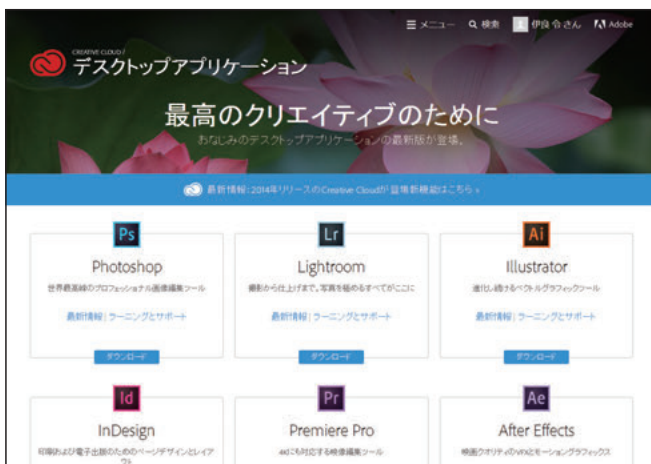 メニュー 検索 伊良 令さん Adobe
CREATIVE CLOUD /
デスクトップアプリケーション
最高のクリエイティブのために
おなじみのデスクトップアプリケーションの最新版が登場。
最新情報:2014年リリースのCreative Cloudが登場新機能はこちら ›
Ps
Photoshop
世界最高峰のプロフェッショナル画像編集ツール
最新情報 | ラーニングとサポート
ダウンロード
Lr
Lightroom
撮影から仕上げまで。写真を極めるすべてがここに
最新情報 | ラーニングとサポート
ダウンロード
Ai
Illustrator
進化し続けるベクトルグラフィックツール
最新情報 | ラーニングとサポート
ダウンロード
Id
InDesign
印刷および電子出版のためのページデザインとレイア
ウト
Pr
Premiere Pro
4Kにも対応する映像編集ツール
Ae
After Effects
映画クオリティのVFXとモーショングラフィックス